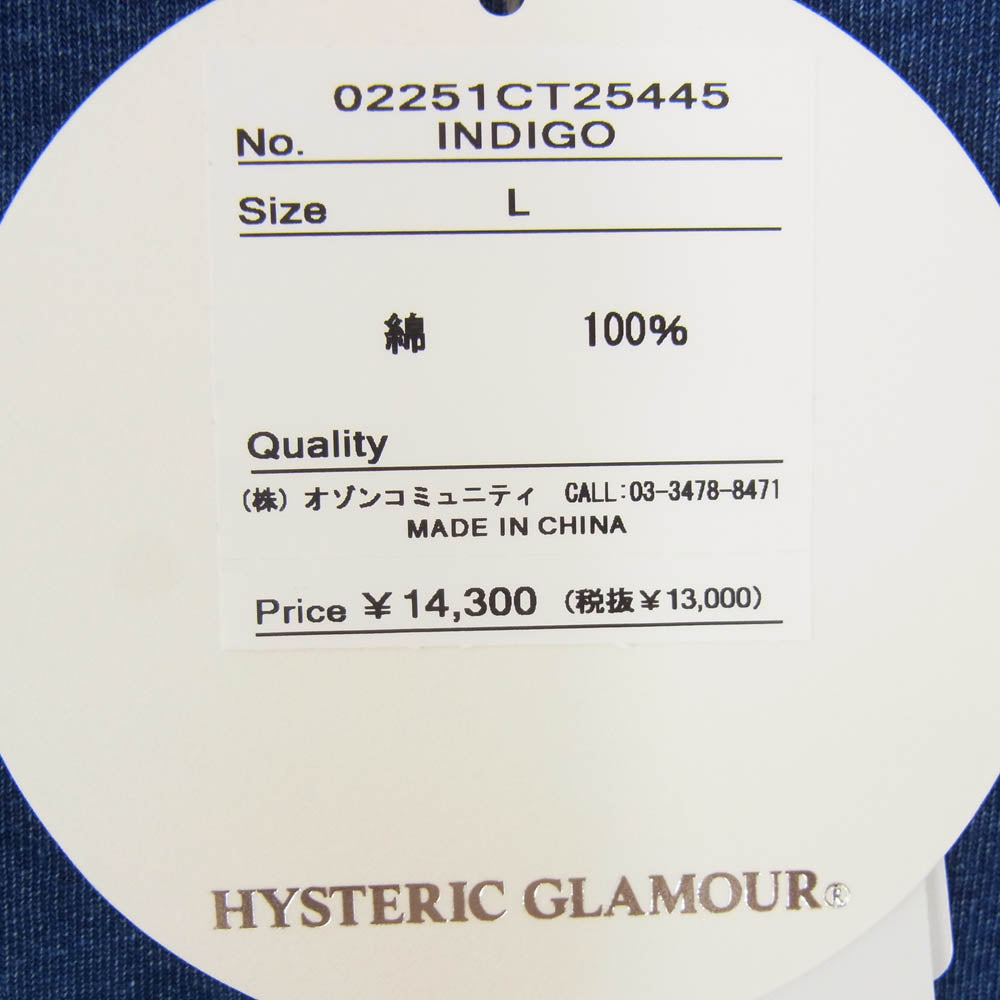 02251CT25445
No. INDIGO
Size L
綿 100%
Quality
(株) オゾンコミュニティ CALL:03-3478-8471
MADE IN CHINA
Price ¥14,300 (税抜¥13,000)
HYSTERIC GLAMOUR®